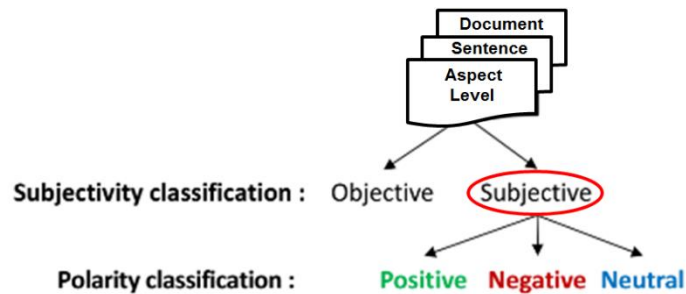 Document
Sentence
Aspect
Level
Subjectivity classification : Objective Subjective
Polarity classification : Positive Negative Neutral